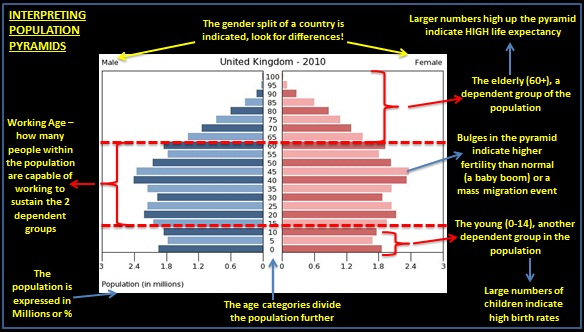 INTERPRETING
POPULATION
PYRAMIDS
The gender split of a country is
indicated, look for differences!
Larger numbers high up the pyramid
indicate HIGH life expectancy
Male
United Kingdom - 2010
Female
100
95
90
85
80
75
70
65
60
55
50
45
40
35
30
25
20
15
10
5
0
The elderly (60+), a
dependent group of the
population
Working Age –
how many
people within
the population
are capable of
working to
sustain the 2
dependent
groups
Bulges in the pyramid
indicate higher
fertility than normal
(a baby boom) or a
mass migration event
The young (0-14), another
dependent group in the
population
3 2.4 1.8 1.2 0.6 0 0 0.6 1.2 1.8 2.4 3
Population (in millions)
The
population is
expressed in
Millions or %
The age categories divide
the population further
Large numbers of
children indicate
high birth rates